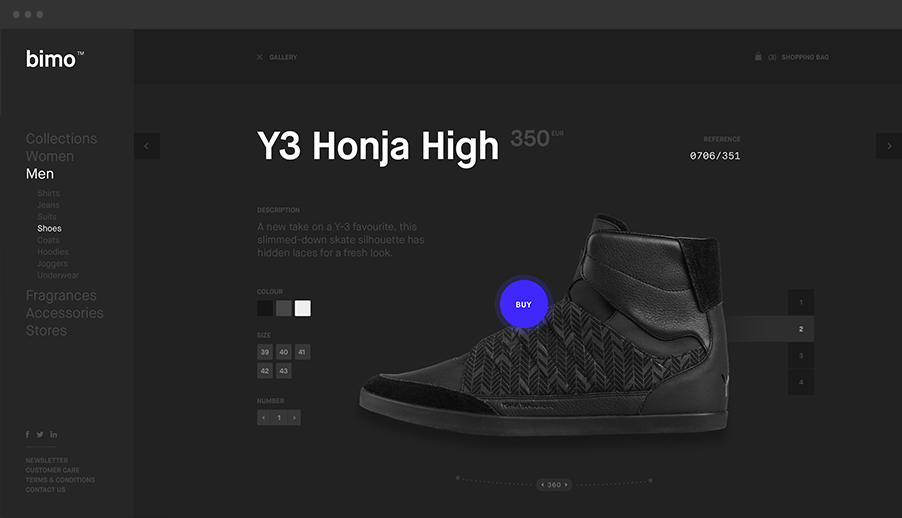 bimo™
GALLERY
(3) SHOPPING BAG
Collections
Women
Men
Shirts
Jeans
Suits
Shoes
Coats
Hoodies
Joggers
Underwear
Fragrances
Accessories
Stores
NEWSLETTER
CUSTOMER CARE
TERMS & CONDITIONS
CONTACT US
Y3 Honja High 350 EUR
REFERENCE
0706/351
DESCRIPTION
A new take on a Y-3 favourite, this
slimmed-down skate silhouette has
hidden laces for a fresh look.
COLOUR
SIZE
39 40 41
42 43
NUMBER
1
BUY
1
2
3
4
360